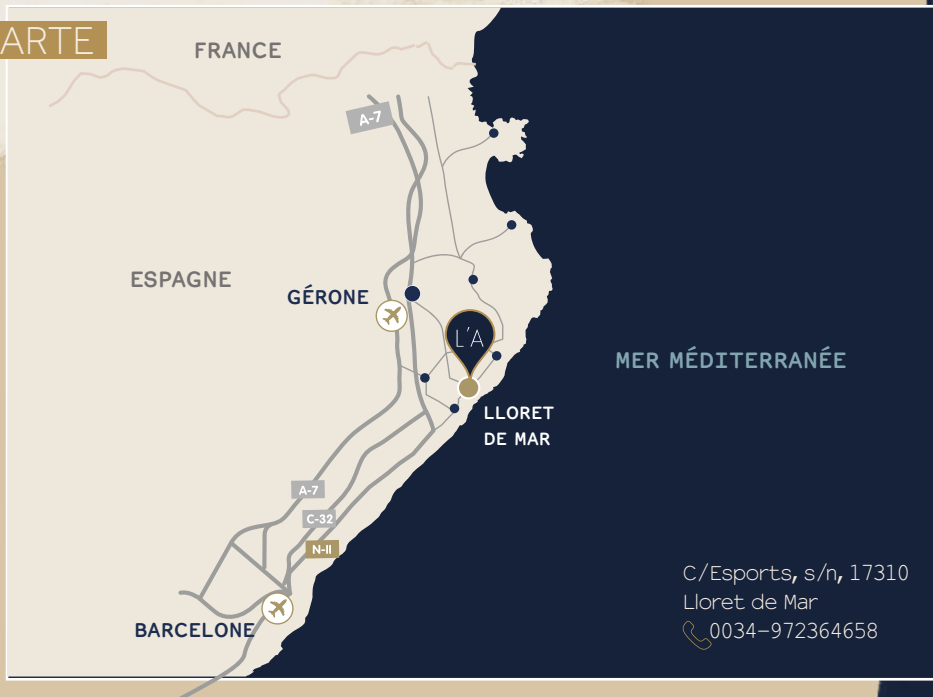 ARTE
FRANCE
A-7
ESPAGNE
GÉRONE
L'A
MER MÉDITERRANÉE
LLORET
DE MAR
A-7
C-32
N-II
BARCELONE
C/Esports, s/n, 17310
Lloret de Mar
0034-972364658